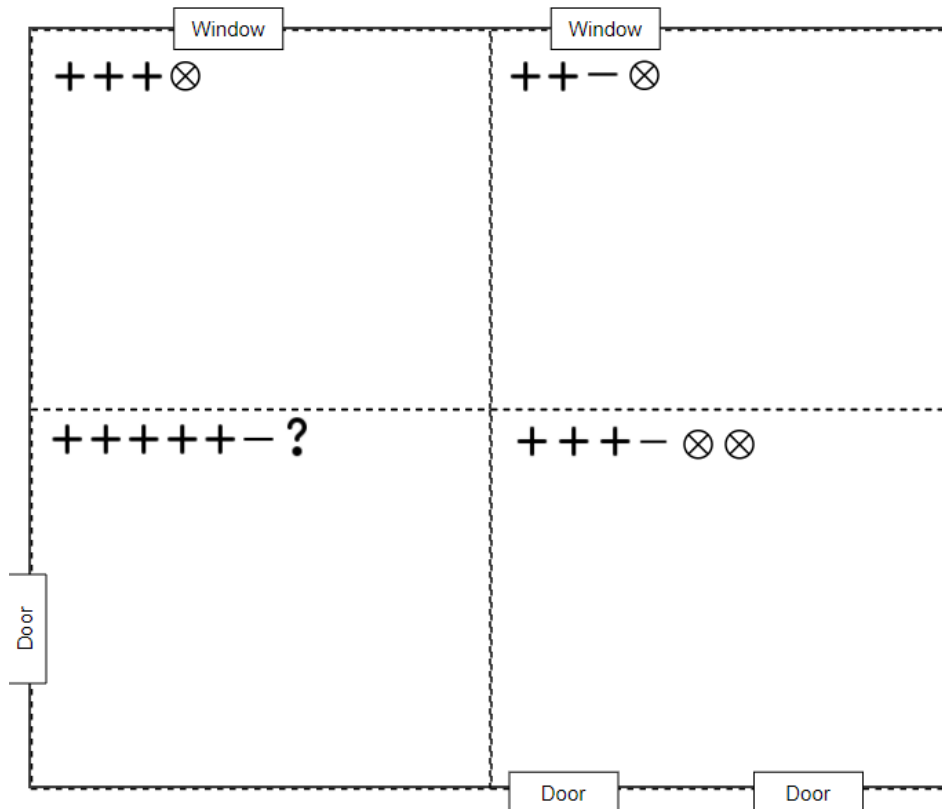 Window
Window
+ + + ⊗
+ + — ⊗
+ + + + + — ?
+ + + — ⊗ ⊗
Door
Door
Door